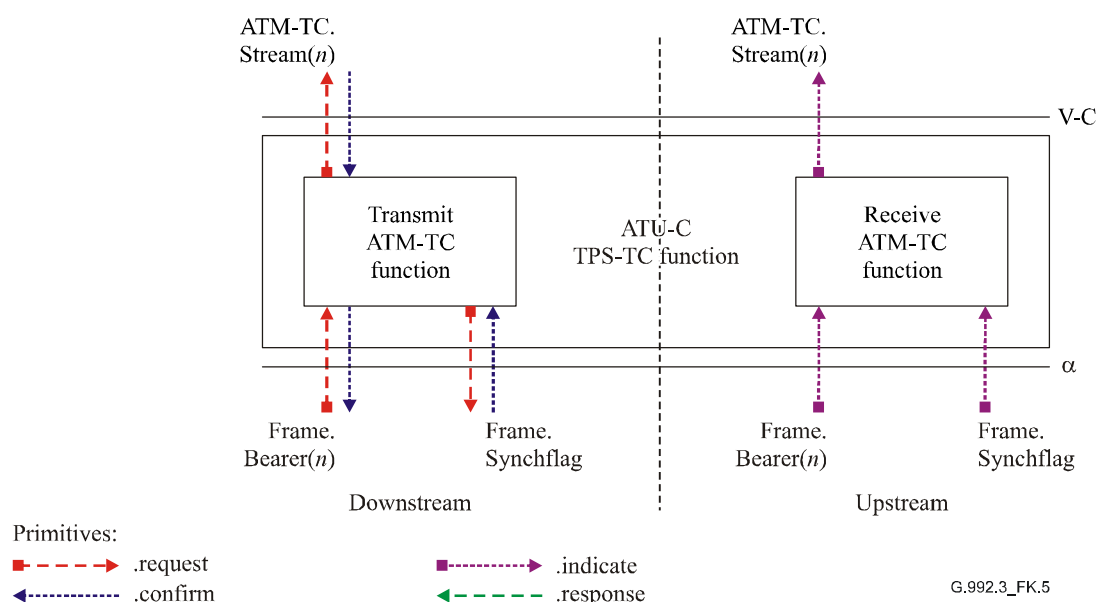 ATM-TC.
Stream(n)
ATM-TC.
Stream(n)
V-C
Transmit
ATM-TC
function
ATU-C
TPS-TC function
Receive
ATM-TC
function
α
Frame.
Bearer(n)
Frame.
Synchflag
Frame.
Bearer(n)
Frame.
Synchflag
Downstream
Upstream
Primitives:
.request
.indicate
.confirm
.response
G.992.3_FK.5